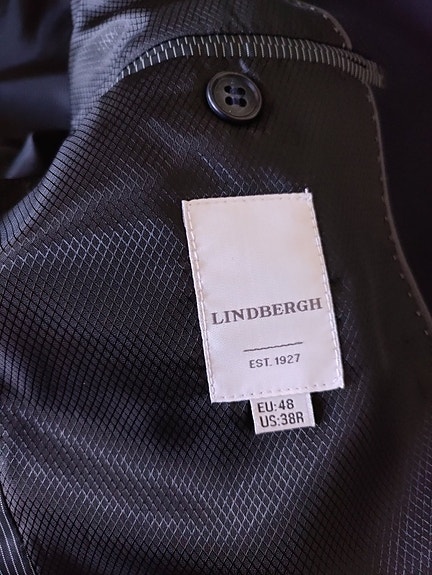 LINDBERGH
EST. 1927
EU:48
US:38R